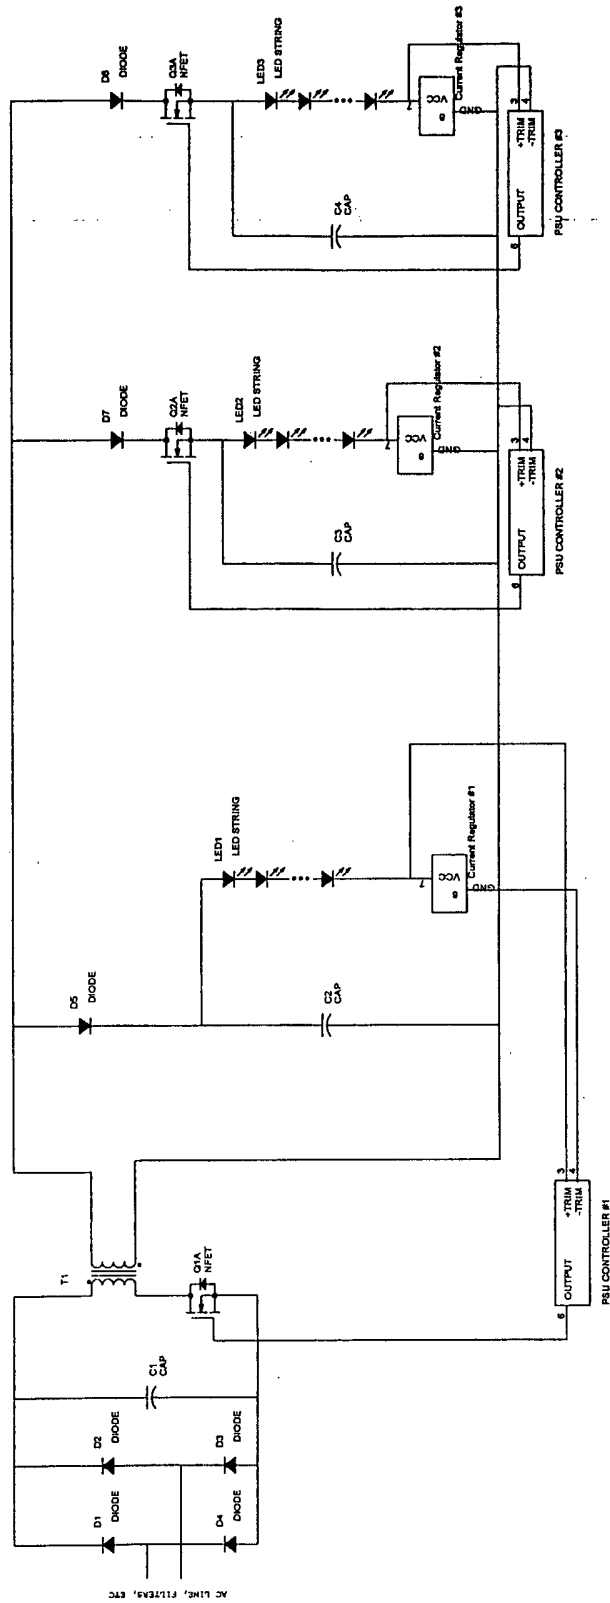 AC LINE, FILTERS, ETC
D1
DIODE
D2
DIODE
D4
DIODE
D3
DIODE
C1
CAP
T1
Q1A
NFET
PSU CONTROLLER #1
OUTPUT
+TRIM
-TRIM
6
3
4
D5
DIODE
C2
CAP
LED1
LED STRING
7
VCC
8
GND
Current Regulator #1
D7
DIODE
Q2A
NFET
LED2
LED STRING
C3
CAP
7
VCC
8
GND
Current Regulator #2
PSU CONTROLLER #2
OUTPUT
+TRIM
-TRIM
6
3
4
D8
DIODE
Q3A
NFET
LED3
LED STRING
C4
CAP
7
VCC
8
GND
Current Regulator #3
PSU CONTROLLER #3
OUTPUT
+TRIM
-TRIM
6
3
4